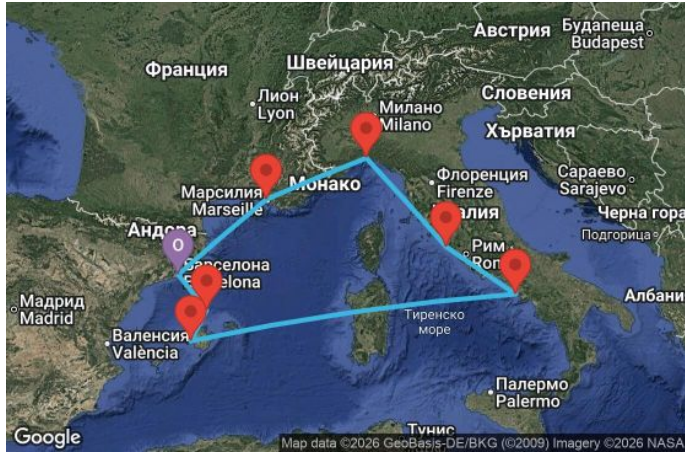 Австрия
Будапеща
Budapest
Швейцария
Франция
Словения
Лион
Lyon
Милано
Milano
Хърватия
Флоренция
Firenze
Сараево
Sarajevo
Марсилия
Marseille
Монако
Черна гора
Подгорица
Андора
Рим
O
Барселона
Мадрид
Madrid
Валенсия
València
Тиренско
море
Албани
Палермо
Palermo
Тунис
Google
Map data ©2026 GeoBasis-DE/BKG (©2009) Imagery ©2026 NASA